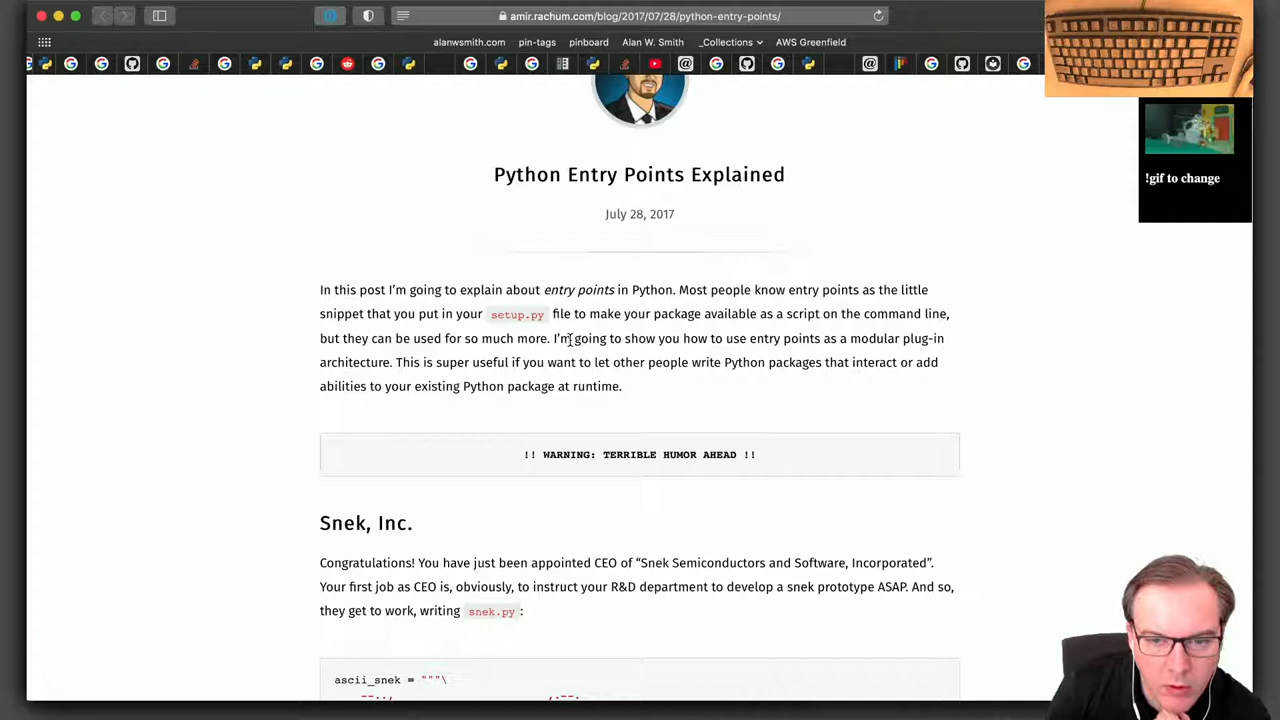 amir.rachum.com/blog/2017/07/28/python-entry-points/
alanwsmith.com pin-tags pinboard Alan W. Smith _Collections AWS Greenfield
!gif to change
Python Entry Points Explained
July 28, 2017
In this post I'm going to explain about entry points in Python. Most people know entry points as the little
snippet that you put in your setup.py file to make your package available as a script on the command line,
but they can be used for so much more. I'm going to show you how to use entry points as a modular plug-in
architecture. This is super useful if you want to let other people write Python packages that interact or add
abilities to your existing Python package at runtime.
!! WARNING: TERRIBLE HUMOR AHEAD !!
Snek, Inc.
Congratulations! You have just been appointed CEO of “Snek Semiconductors and Software, Incorporated”.
Your first job as CEO is, obviously, to instruct your R&D department to develop a snek prototype ASAP. And so,
they get to work, writing snek.py:
ascii_snek = """\